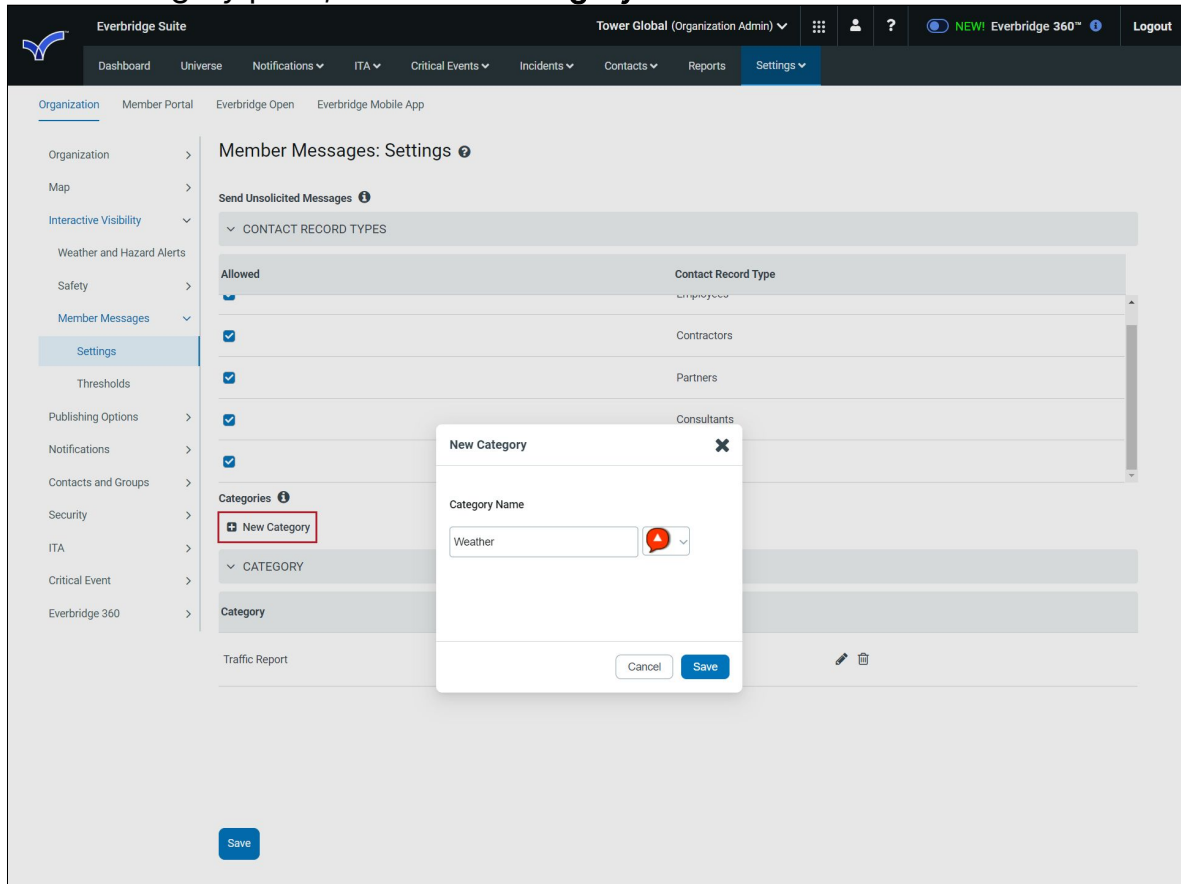 Everbridge Suite
Tower Global (Organization Admin)
?
NEW! Everbridge 360™
Logout
Dashboard
Universe
Notifications
ITA
Critical Events
Incidents
Contacts
Reports
Settings
Organization
Member Portal
Everbridge Open
Everbridge Mobile App
Organization
Map
Interactive Visibility
Weather and Hazard Alerts
Safety
Member Messages
Settings
Thresholds
Publishing Options
Notifications
Contacts and Groups
Security
ITA
Critical Event
Everbridge 360
Member Messages: Settings
Send Unsolicited Messages
CONTACT RECORD TYPES
Allowed
Contact Record Type
Employees
Contractors
Partners
Consultants
Categories
New Category
CATEGORY
Category
Traffic Report
New Category
Category Name
Weather
Cancel
Save
Save